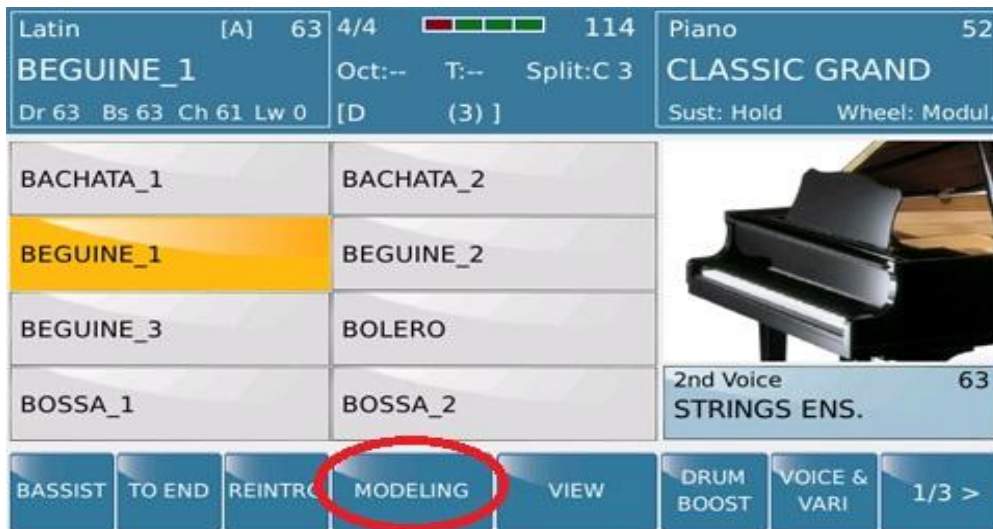 Latin [A] 63
BEGUINE_1
Dr 63 Bs 63 Ch 61 Lw 0
4/4 114
Oct:-- T:-- Split:C 3
[D (3) ]
Piano 52
CLASSIC GRAND
Sust: Hold Wheel: Modul.
BACHATA_1 BACHATA_2
BEGUINE_1 BEGUINE_2
BEGUINE_3 BOLERO
BOSSA_1 BOSSA_2
2nd Voice 63
STRINGS ENS.
BASSIST
TO END
REINTRO
MODELING
VIEW
DRUM
BOOST
VOICE &
VARI
1/3 >